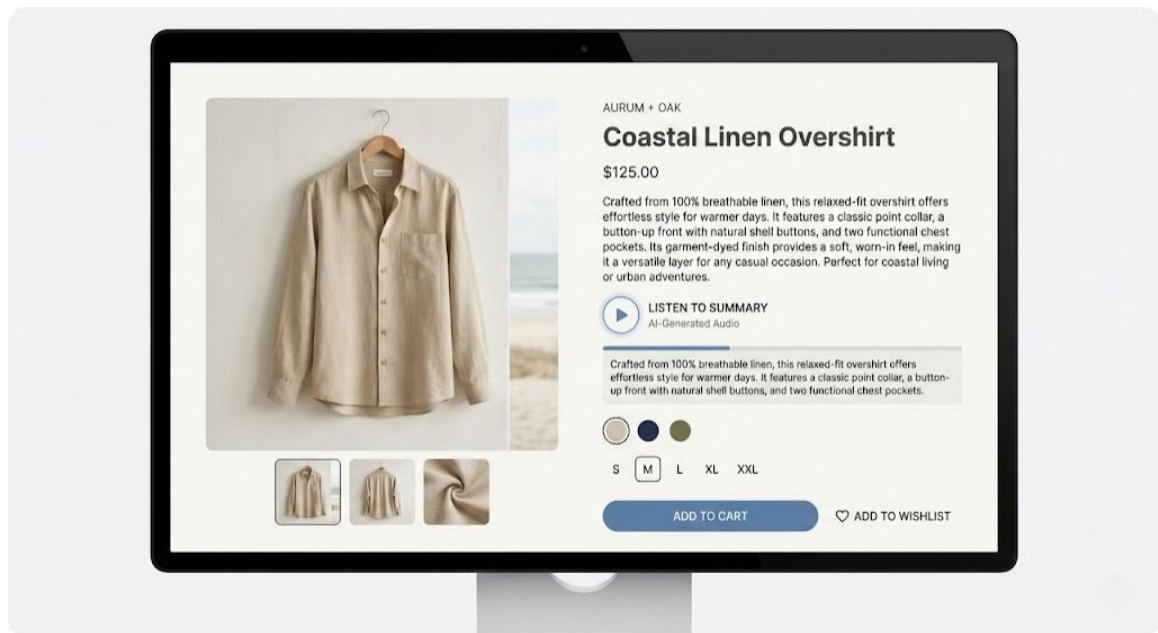 AURUM + OAK
Coastal Linen Overshirt
$125.00
Crafted from 100% breathable linen, this relaxed-fit overshirt offers
effortless style for warmer days. It features a classic point collar, a
button-up front with natural shell buttons, and two functional chest
pockets. Its garment-dyed finish provides a soft, worn-in feel, making
it a versatile layer for any casual occasion. Perfect for coastal living
or urban adventures.
LISTEN TO SUMMARY
AI-Generated Audio
Crafted from 100% breathable linen, this relaxed-fit overshirt offers
effortless style for warmer days. It features a classic point collar, a button-
up front with natural shell buttons, and two functional chest pockets.
S M L XL XXL
ADD TO CART ADD TO WISHLIST